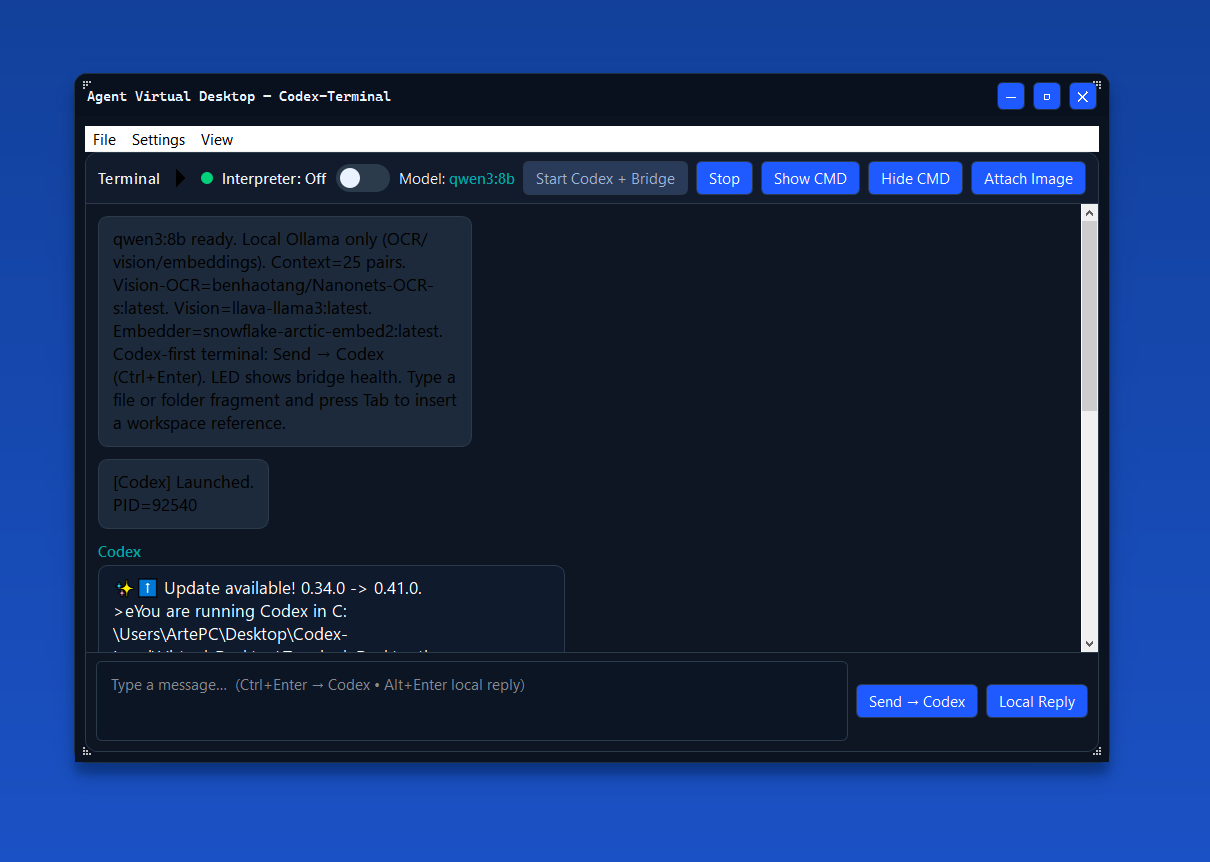 Agent Virtual Desktop — Codex-Terminal
File Settings View
Terminal Interpreter: Off Model: qwen3:8b Start Codex + Bridge Stop Show CMD Hide CMD Attach Image
qwen3:8b ready. Local Ollama only (OCR/
vision/embeddings). Context=25 pairs.
Vision-OCR=benhaotang/Nanonets-OCR-
s:latest. Vision=llava-llama3:latest.
Embedder=snowflake-arctic-embed2:latest.
Codex-first terminal: Send → Codex
(Ctrl+Enter). LED shows bridge health. Type a
file or folder fragment and press Tab to insert
a workspace reference.
[Codex] Launched.
PID=92540
Codex
✨⬆️ Update available! 0.34.0 -> 0.41.0.
>eYou are running Codex in C:
\Users\ArtePC\Desktop\Codex-
Type a message... (Ctrl+Enter → Codex • Alt+Enter local reply)
Send → Codex Local Reply